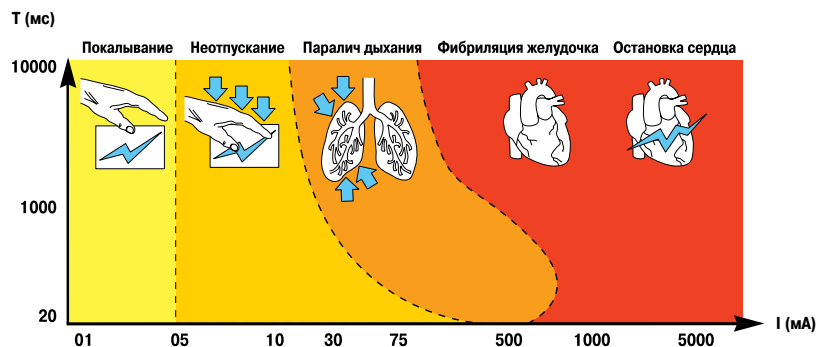 T (мс)
Покалывание Неотпускание Паралич дыхания Фибриляция желудочка Остановка сердца
10000
1000
20
01 05 10 30 75 500 1000 5000
I (мА)